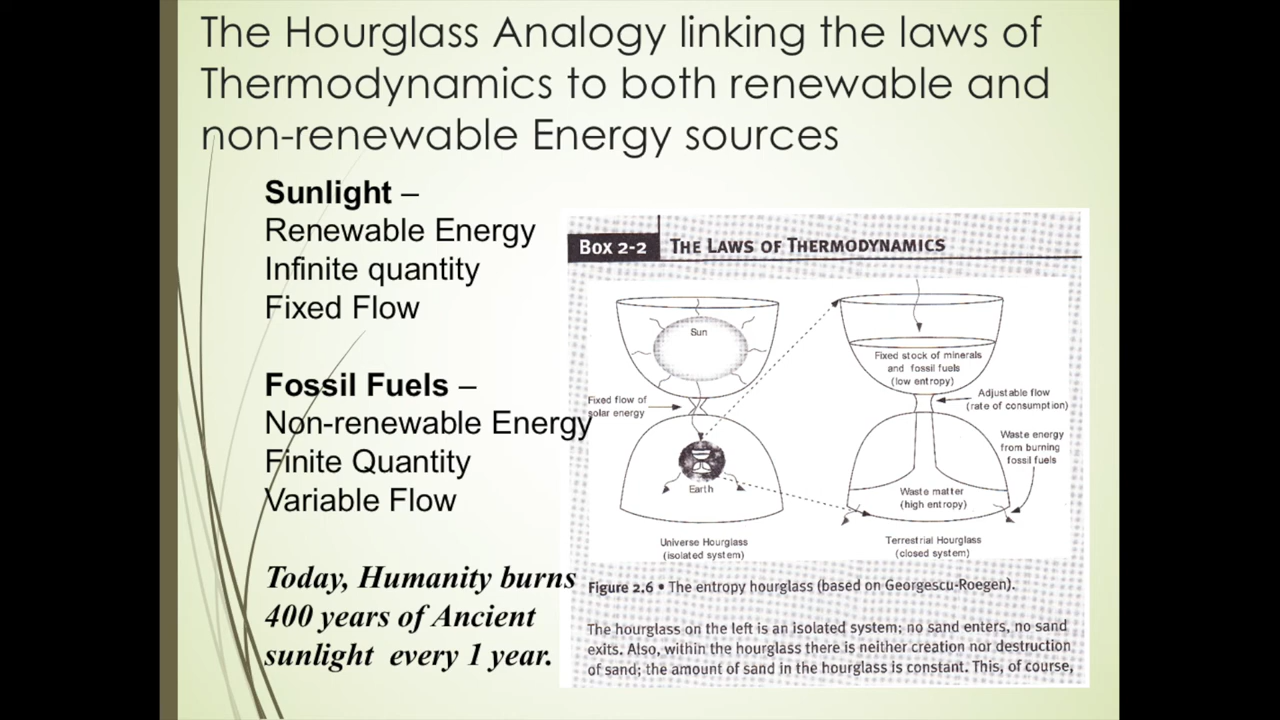 The Hourglass Analogy linking the laws of
Thermodynamics to both renewable and
non-renewable Energy sources
Sunlight –
Renewable Energy
Infinite quantity
Fixed Flow
Fossil Fuels –
Non-renewable Energy
Finite Quantity
Variable Flow
Today, Humanity burns
400 years of Ancient
sunlight every 1 year.
Box 2-2 THE LAWS OF THERMODYNAMICS
Sun
Fixed flow of
solar energy
Earth
Universe Hourglass
(isolated system)
Fixed stock of minerals
and fossil fuels
(low entropy)
Adjustable flow
(rate of consumption)
Waste energy
from burning
fossil fuels
Waste matter
(high entropy)
Terrestrial Hourglass
(closed system)
Figure 2.6 • The entropy hourglass (based on Georgescu-Roegen).
The hourglass on the left is an isolated system; no sand enters, no sand
exits. Also, within the hourglass there is neither creation nor destruction
of sand; the amount of sand in the hourglass is constant. This, of course,